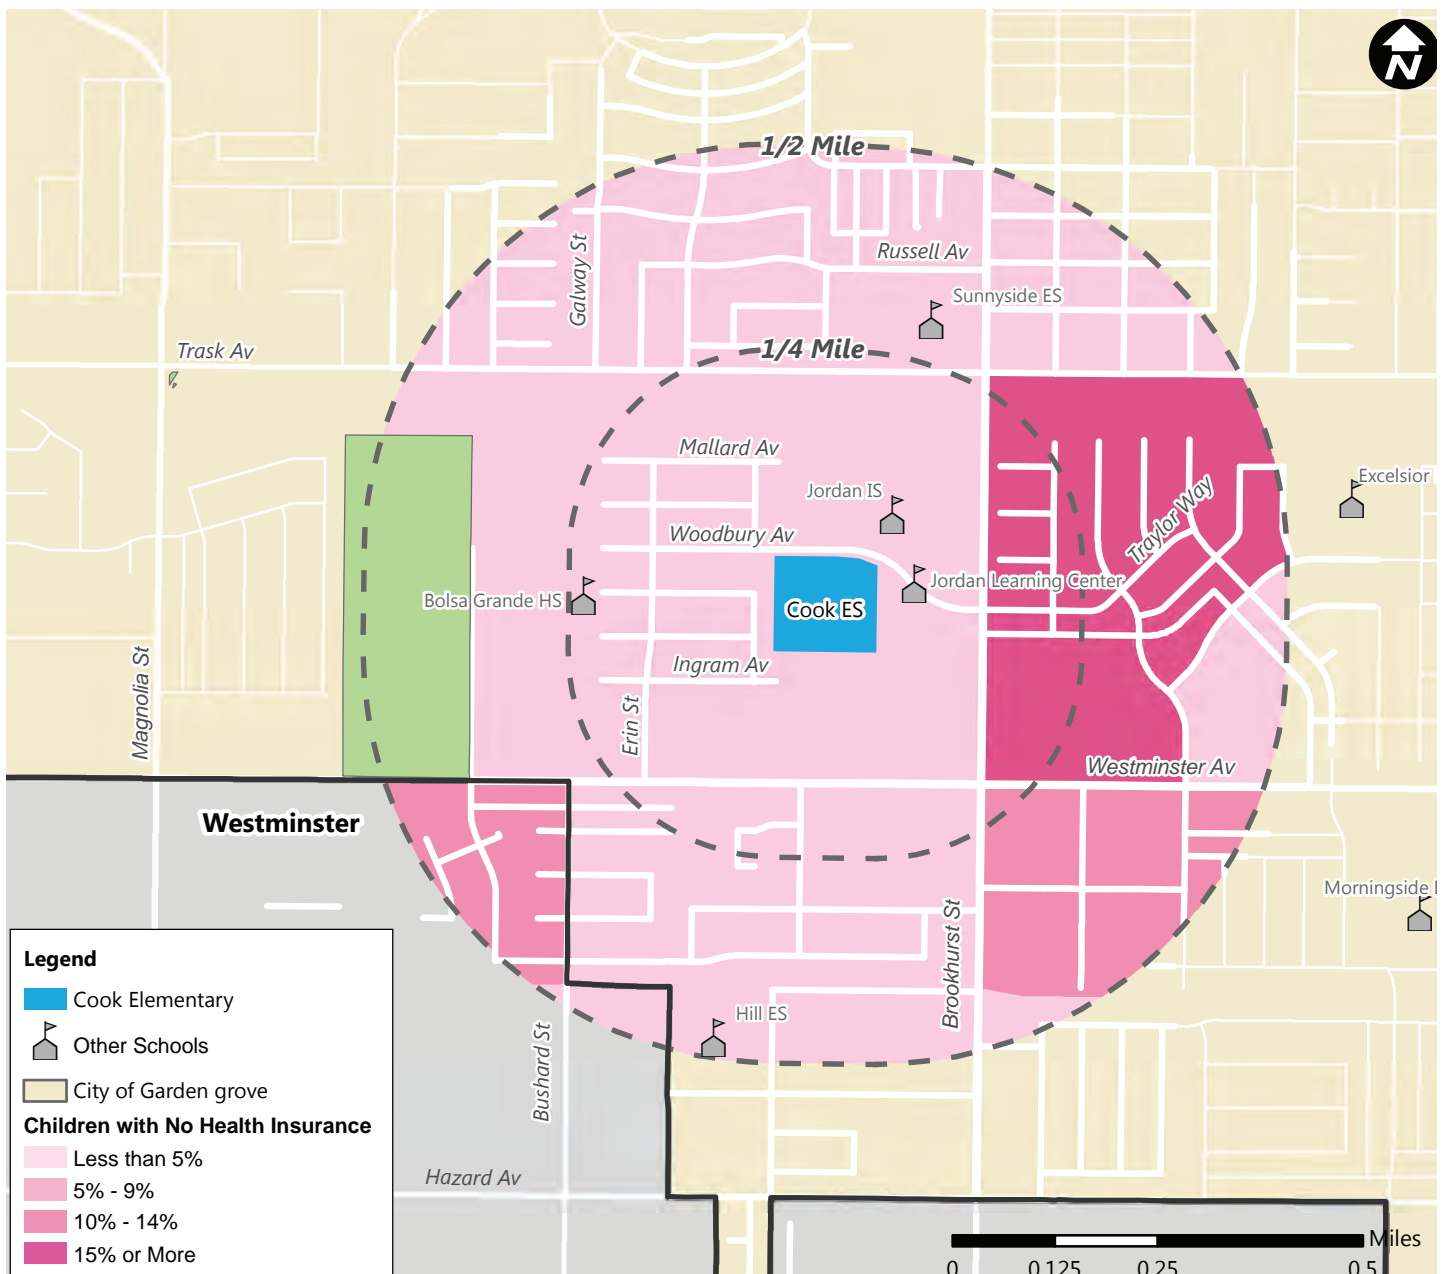 N
1/2 Mile
Russell Av
Galway St
Sunnyside ES
Trask Av
1/4 Mile
Mallard Av
Jordan IS
Excelsior
Woodbury Av
Traylor Way
Jordan Learning Center
Bolsa Grande HS
Cook ES
Ingram Av
Magnolia St
Erin St
Westminster Av
Westminster
Morningside
Brookhurst St
Hill ES
Bushard St
Hazard Av
Legend
Cook Elementary
Other Schools
City of Garden grove
Children with No Health Insurance
Less than 5%
5% - 9%
10% - 14%
15% or More
Miles
0 0.125 0.25 0.5